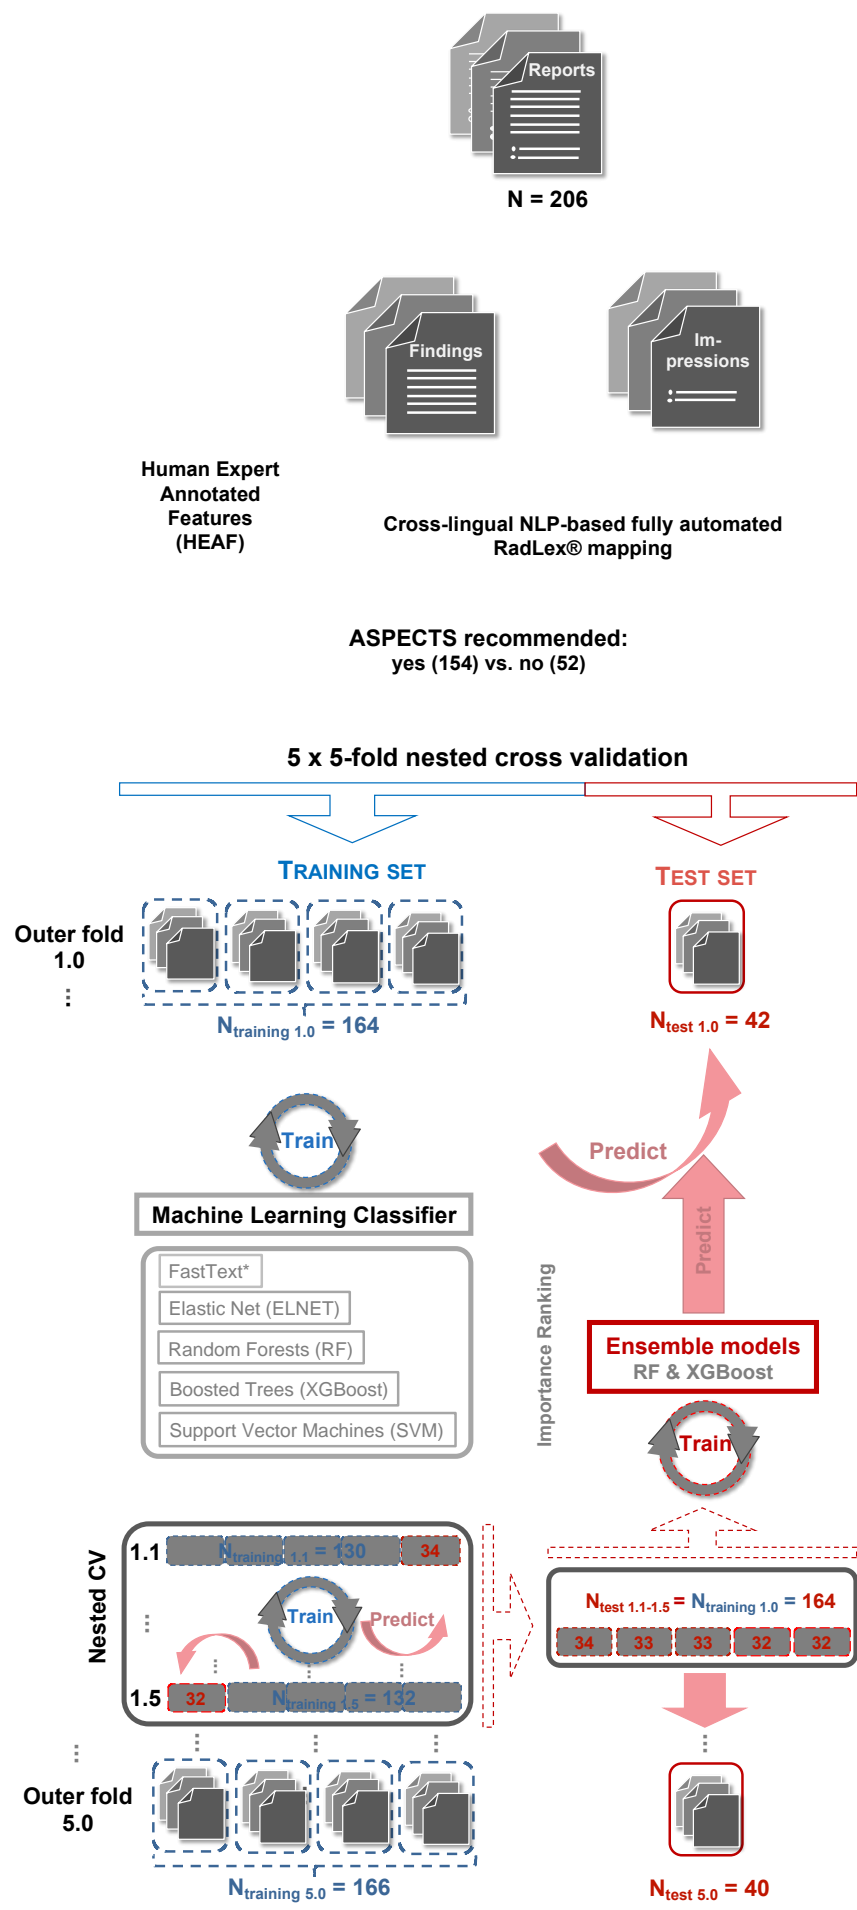 Reports
N = 206
Findings
Im-
pressions
Human Expert
Annotated
Features
(HEAF)
Cross-lingual NLP-based fully automated
RadLex® mapping
ASPECTS recommended:
yes (154) vs. no (52)
5 x 5-fold nested cross validation
TRAINING SET
TEST SET
Outer fold
1.0
...
Ntraining 1.0 = 164
Ntest 1.0 = 42
Train
Predict
Predict
Machine Learning Classifier
FastText*
Elastic Net (ELNET)
Random Forests (RF)
Boosted Trees (XGBoost)
Support Vector Machines (SVM)
Importance Ranking
Ensemble models
RF & XGBoost
Train
Nested CV
1.1
Ntraining 1.1 = 130
34
...
Train
Predict
... ... ...
1.5
32
Ntraining 1.5 = 132
Ntest 1.1-1.5 = Ntraining 1.0 = 164
34 33 33 32 32
... ... ... ... ... ...
Outer fold
5.0
Ntraining 5.0 = 166
Ntest 5.0 = 40